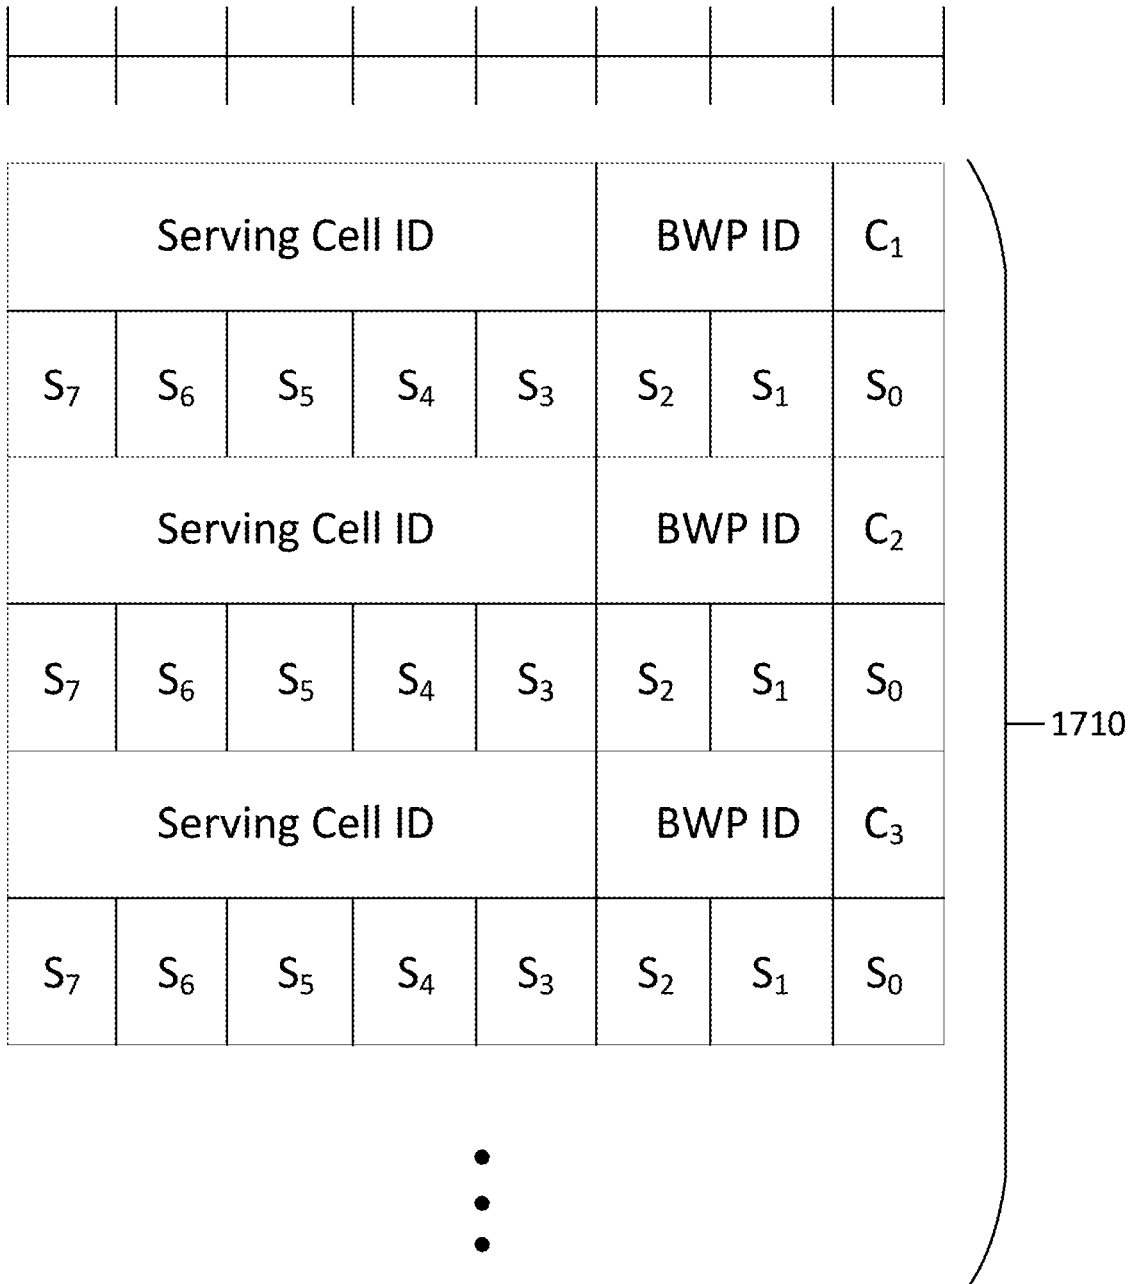 Serving Cell ID BWP ID C₁
S₇ S₆ S₅ S₄ S₃ S₂ S₁ S₀
Serving Cell ID BWP ID C₂
S₇ S₆ S₅ S₄ S₃ S₂ S₁ S₀
1710
Serving Cell ID BWP ID C₃
S₇ S₆ S₅ S₄ S₃ S₂ S₁ S₀